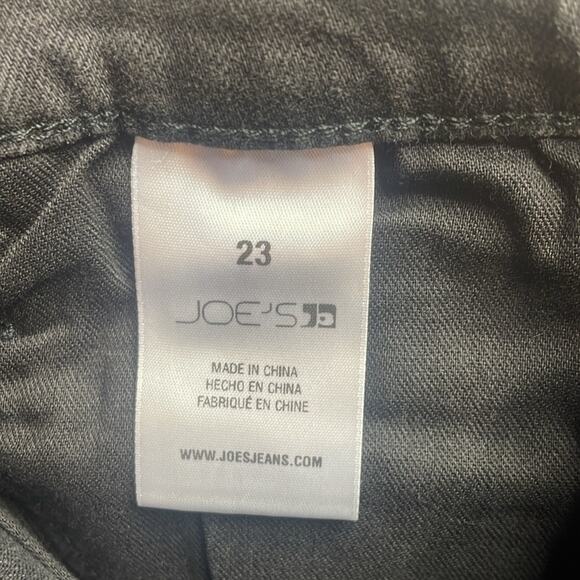 23
JOE'S
MADE IN CHINA
HECHO EN CHINA
FABRIQUÉ EN CHINE
WWW.JOESJEANS.COM